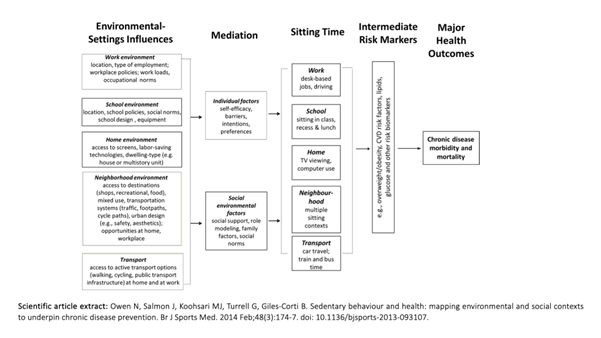 Environmental-
Settings Influences
Mediation
Sitting Time
Intermediate
Risk Markers
Major
Health
Outcomes
Work environment
location, type of employment;
workplace policies; work loads,
occupational norms
School environment
location, school policies, social norms,
school design , equipment
Home environment
access to screens, labor-saving
technologies, dwelling-type (e.g.
house or multistory unit)
Neighborhood environment
access to destinations
(shops, recreational, food),
mixed use, transportation
systems (traffic, footpaths,
cycle paths), urban design
(e.g., safety, aesthetics);
opportunities at home,
workplace
Transport
access to active transport options
(walking, cycling, public transport
infrastructure) at home and at work
Individual factors
self-efficacy,
barriers,
intentions,
preferences
Social
environmental
factors
social support, role
modeling, family
factors, social
norms
Work
desk-based
jobs, driving
School
sitting in class,
recess & lunch
Home
TV viewing,
computer use
Neighbour-
hood
multiple
sitting
contexts
Transport
car travel;
train and bus
time
e.g., overweight/obesity, CVD risk factors, lipids,
glucose and other risk biomarkers
Chronic disease
morbidity and
mortality
Scientific article extract: Owen N, Salmon J, Koohsari MJ, Turrell G, Giles-Corti B. Sedentary behaviour and health: mapping environmental and social contexts
to underpin chronic disease prevention. Br J Sports Med. 2014 Feb;48(3):174-7. doi: 10.1136/bjsports-2013-093107.